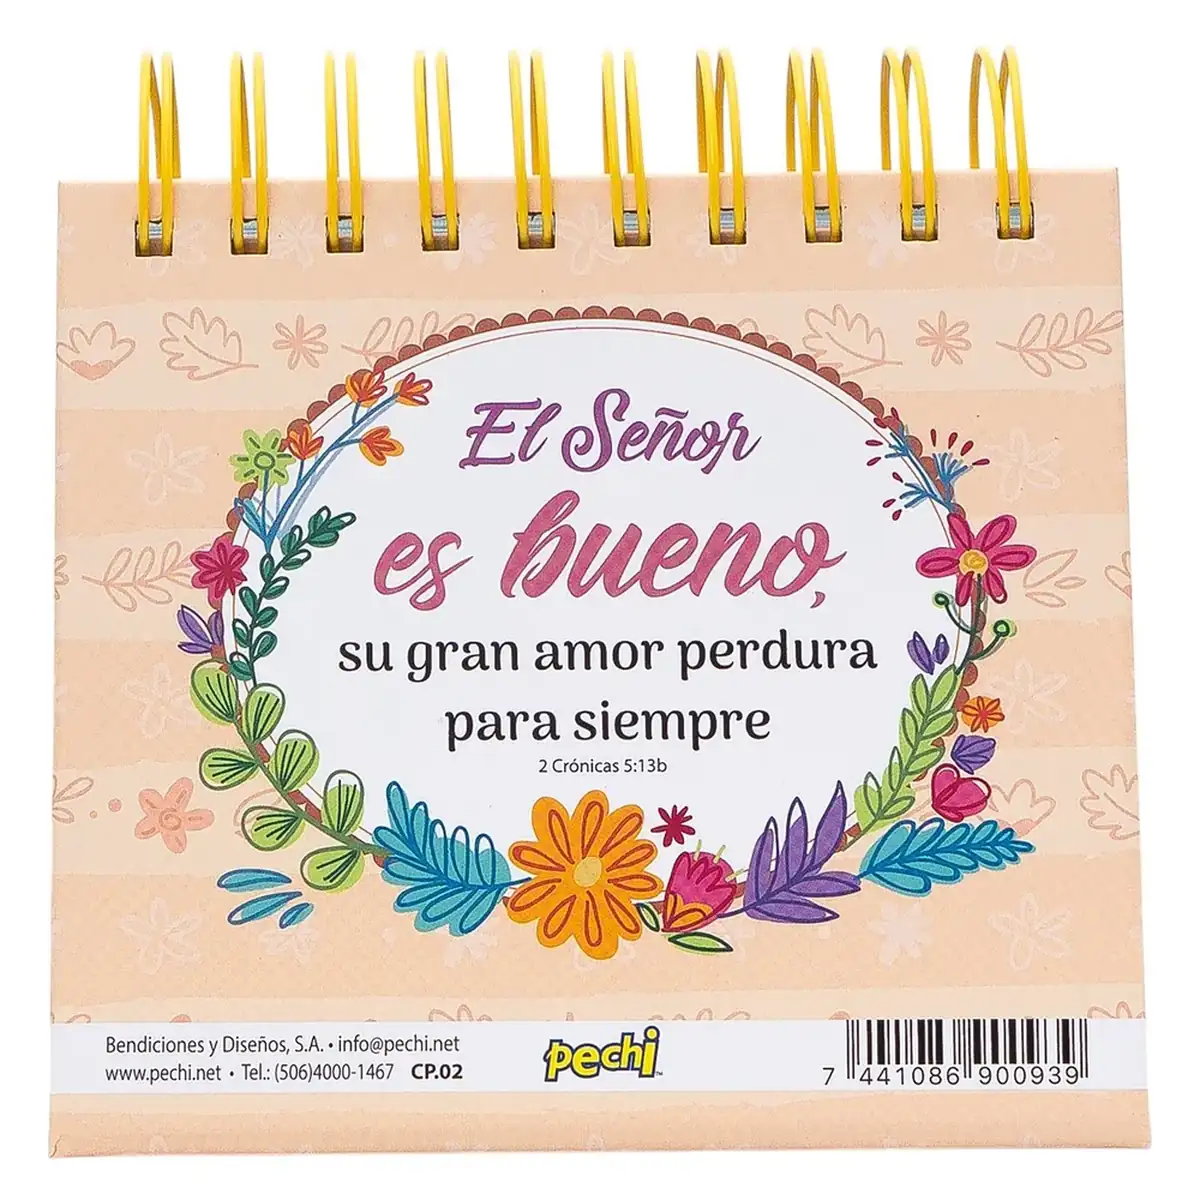 El Señor
es bueno,
su gran amor perdura
para siempre
2 Crónicas 5:13b
Bendiciones y Diseños, S.A. • info@pechi.net
www.pechi.net • Tel.: (506)4000-1467 CP.02
pechi™
7 441086 900939